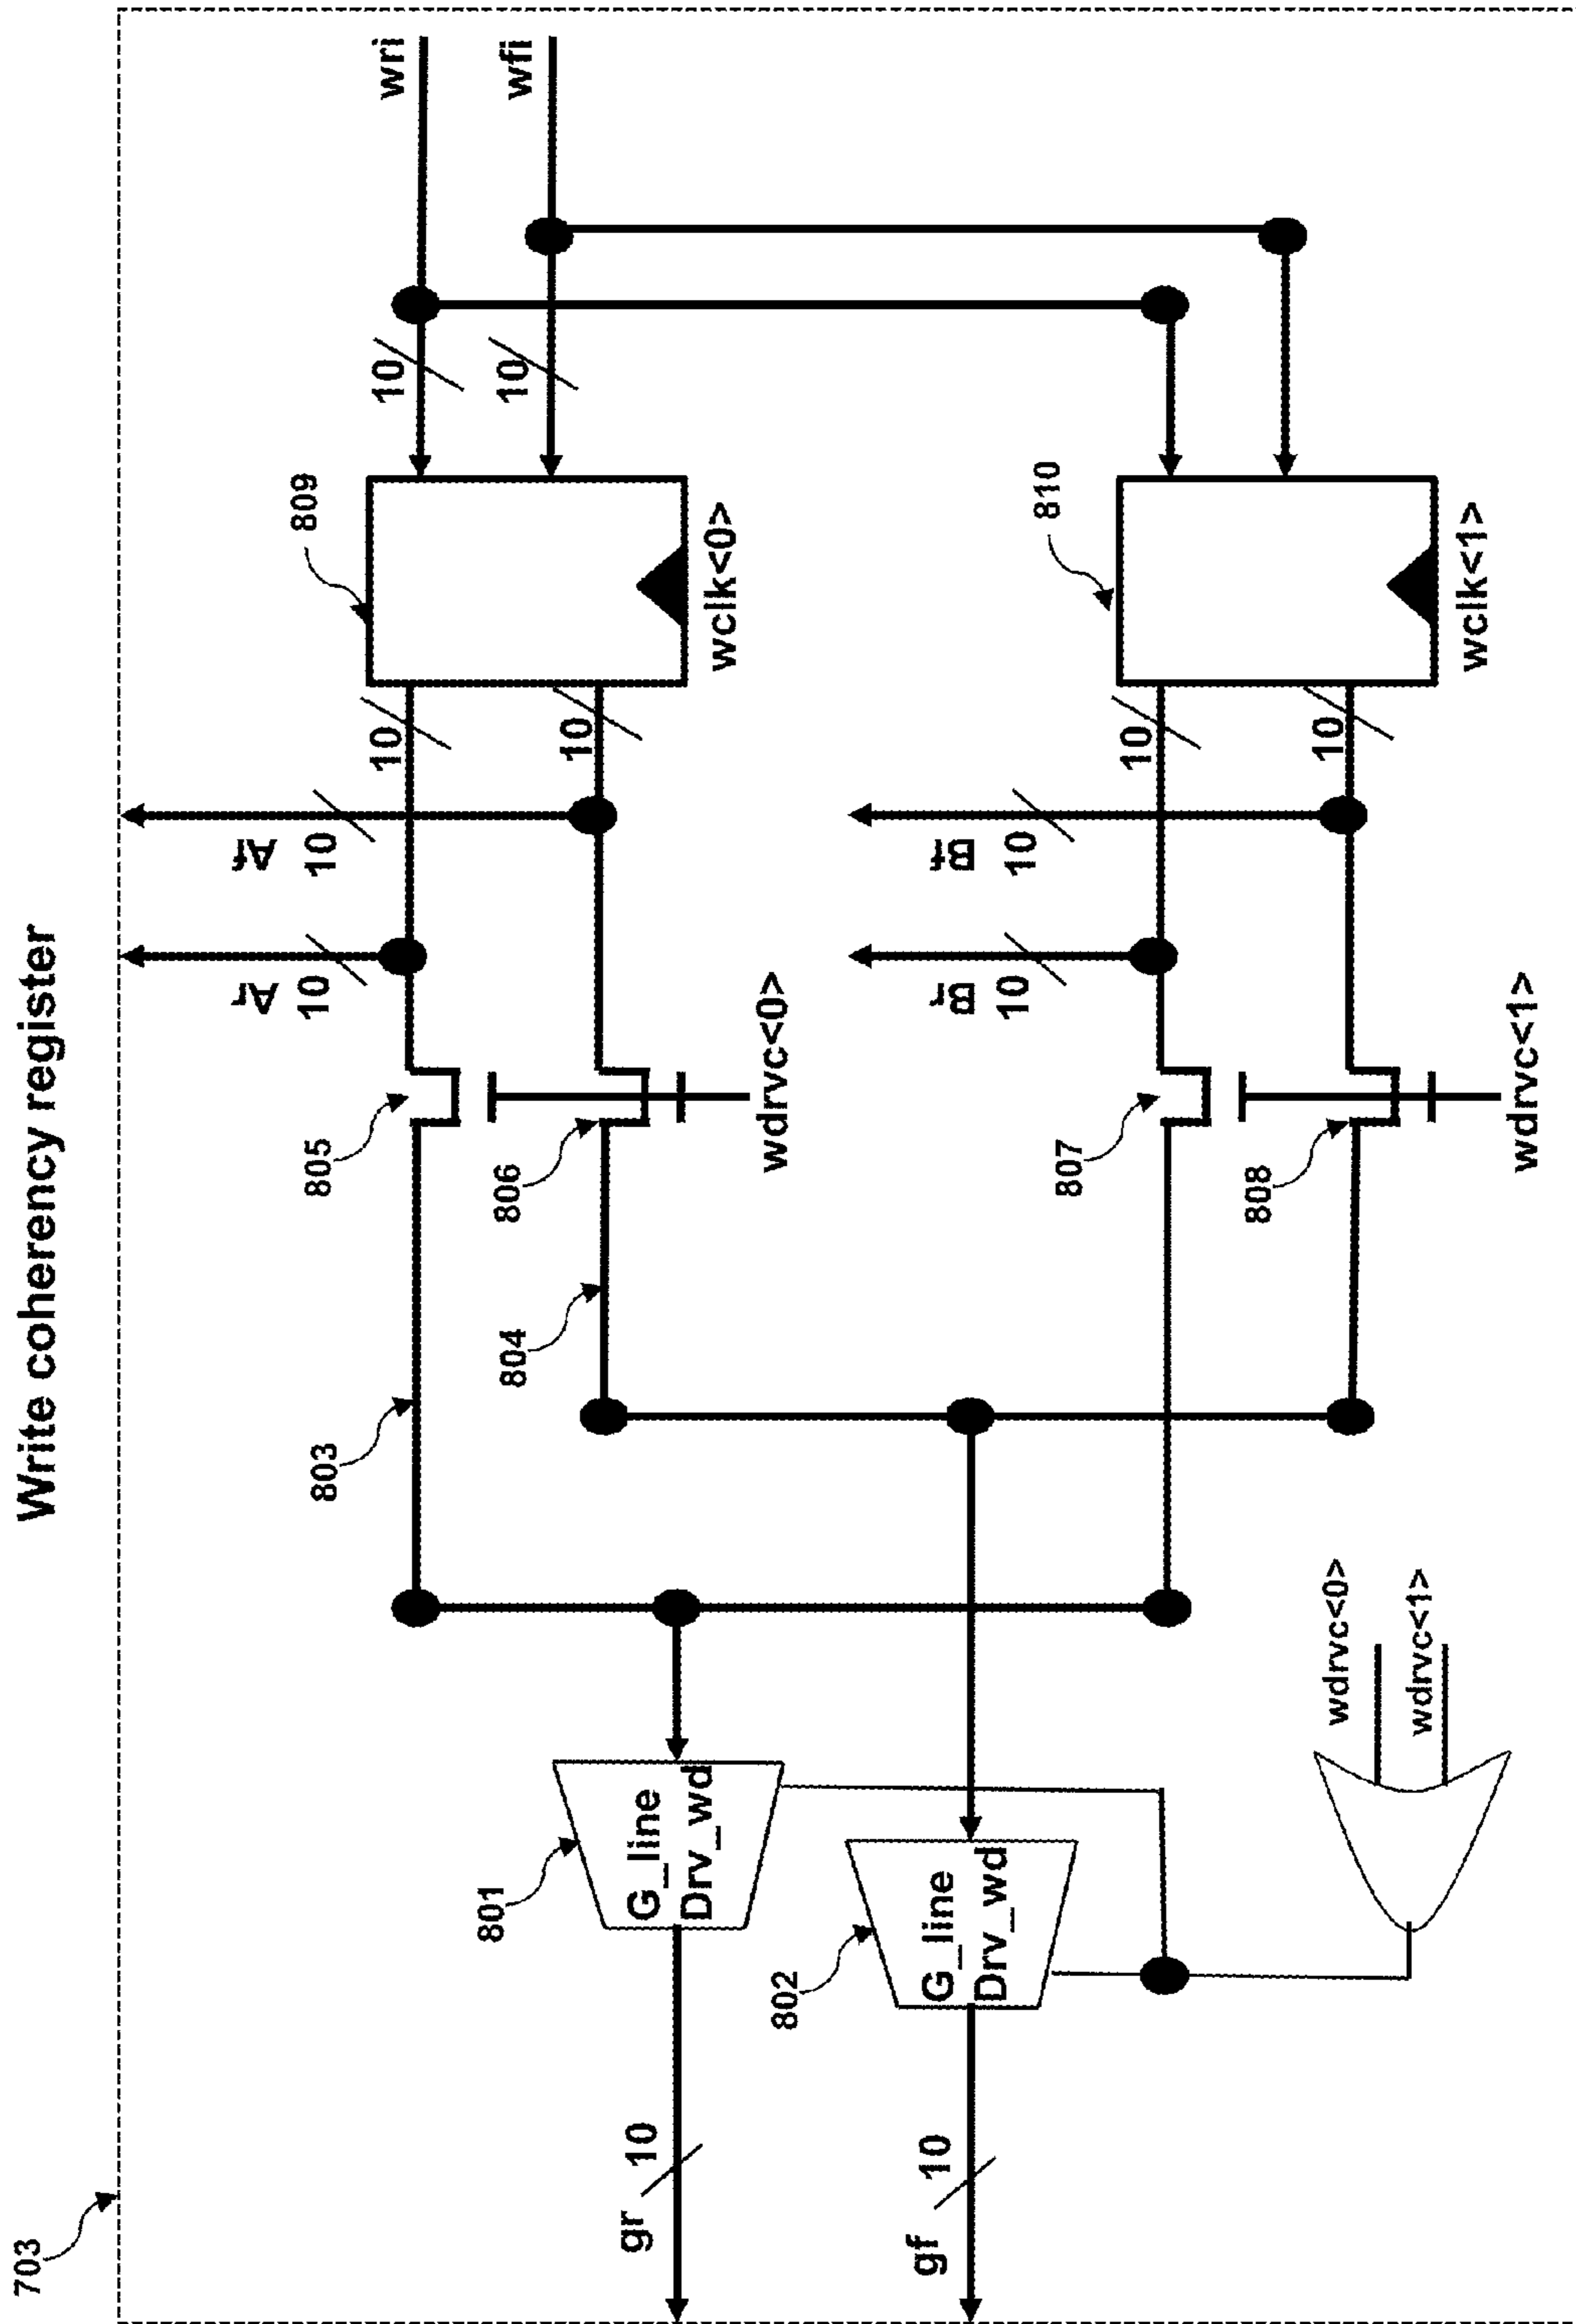 Write coherency register
703
wri
wfi
10
10
809
wclk<0>
810
wclk<1>
10
10
10
10
Af
10
Ar
10
Bf
10
Br
10
805
806
wdrvc<0>
807
808
wdrvc<1>
803
804
801
G_line
Drv_wd
802
G_line
Drv_wd
wdrvc<0>
wdrvc<1>
gr
10
gf
10